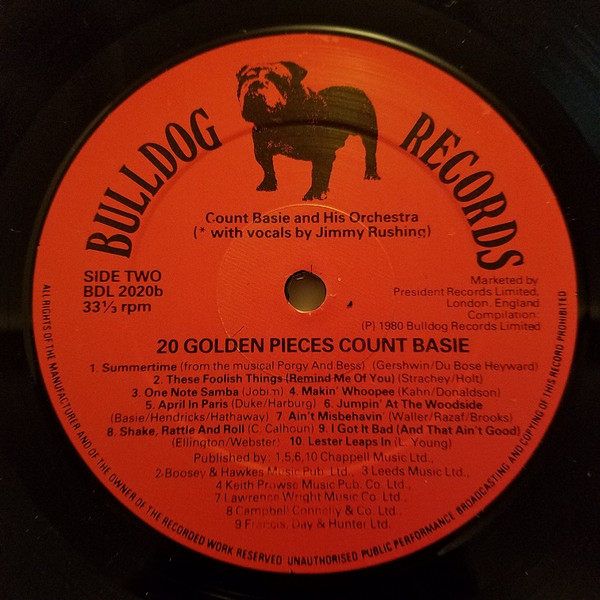 BULLDOG RECORDS
Count Basie and His Orchestra
(* with vocals by Jimmy Rushing)
SIDE TWO
BDL 2020b
33⅓ rpm
Marketed by
President Records Limited,
London, England
Compilation:
(P) 1980 Bulldog Records Limited
20 GOLDEN PIECES COUNT BASIE
1. Summertime (from the musical Porgy And Bess) (Gershwin/Du Bose Heyward)
2. These Foolish Things (Remind Me Of You) (Strachey/Holt)
3. One Note Samba (Jobim) 4. Makin' Whoopee (Kahn/Donaldson)
5. April In Paris (Duke/Harburg) 6. Jumpin' At The Woodside
(Basie/Hendricks/Hathaway) 7. Ain't Misbehavin' (Waller/Razaf/Brooks)
8. Shake, Rattle And Roll (C. Calhoun) 9. I Got It Bad (And That Ain't Good)
(Ellington/Webster) 10. Lester Leaps In (L. Young)
Published by: 1,5,6,10 Chappell Music Ltd.,
2 Boosey & Hawkes Music Pub. Ltd., 3 Leeds Music Ltd.,
4 Keith Prowse Music Pub. Co. Ltd.,
7 Lawrence Wright Music Co. Ltd.,
8 Campbell Connelly & Co. Ltd.,
9 Francis, Day & Hunter Ltd.
ALL RIGHTS OF THE MANUFACTURER AND OF THE OWNER OF THE RECORDED WORK RESERVED UNAUTHORISED PUBLIC PERFORMANCE BROADCASTING AND COPYING OF THIS RECORD PROHIBITED